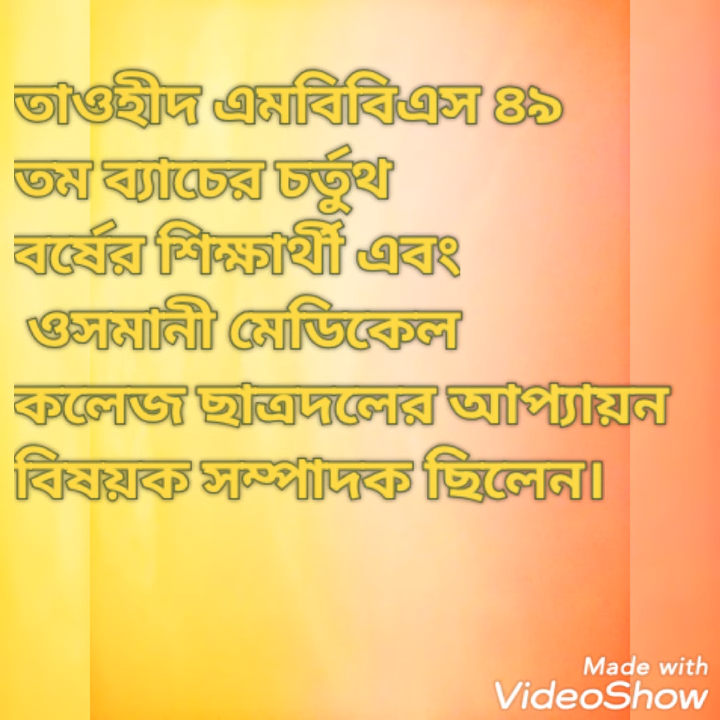 তাওহীদ এমবিবিএস ৪৯
তম ব্যাচের চর্তুথ
বর্ষের শিক্ষার্থী এবং
ওসমানী মেডিকেল
কলেজ ছাত্রদলের আপ্যায়ন
বিষয়ক সম্পাদক ছিলেন।
Made with
VideoShow